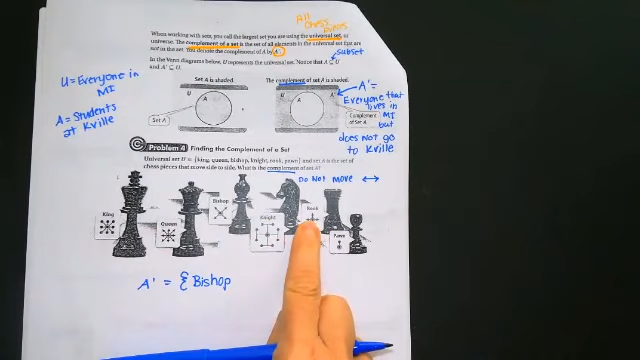 All
chess
pieces
When working with sets, you call the largest set you are using the universal set, or
universe. The complement of a set is the set of all elements in the universal set that are
not in the set. You denote the complement of A by A'.
subset
In the Venn diagrams below, U represents the universal set. Notice that A ⊆ U
and A' ⊆ U.
Set A is shaded.
The complement of set A is shaded.
U = Everyone in
MI
A = Students
at Kville
U
A
Set A
U
A
A'
Complement
of Set A
A' =
Everyone that
lives in
MI
but
does not go
to Kville
Problem 4 Finding the Complement of a Set
Universal set U = {king, queen, bishop, knight, rook, pawn} and set A is the set of
chess pieces that move side to side. What is the complement of set A?
Do Not move ↔
King
Queen
Bishop
Knight
Rook
Pawn
A' = { Bishop